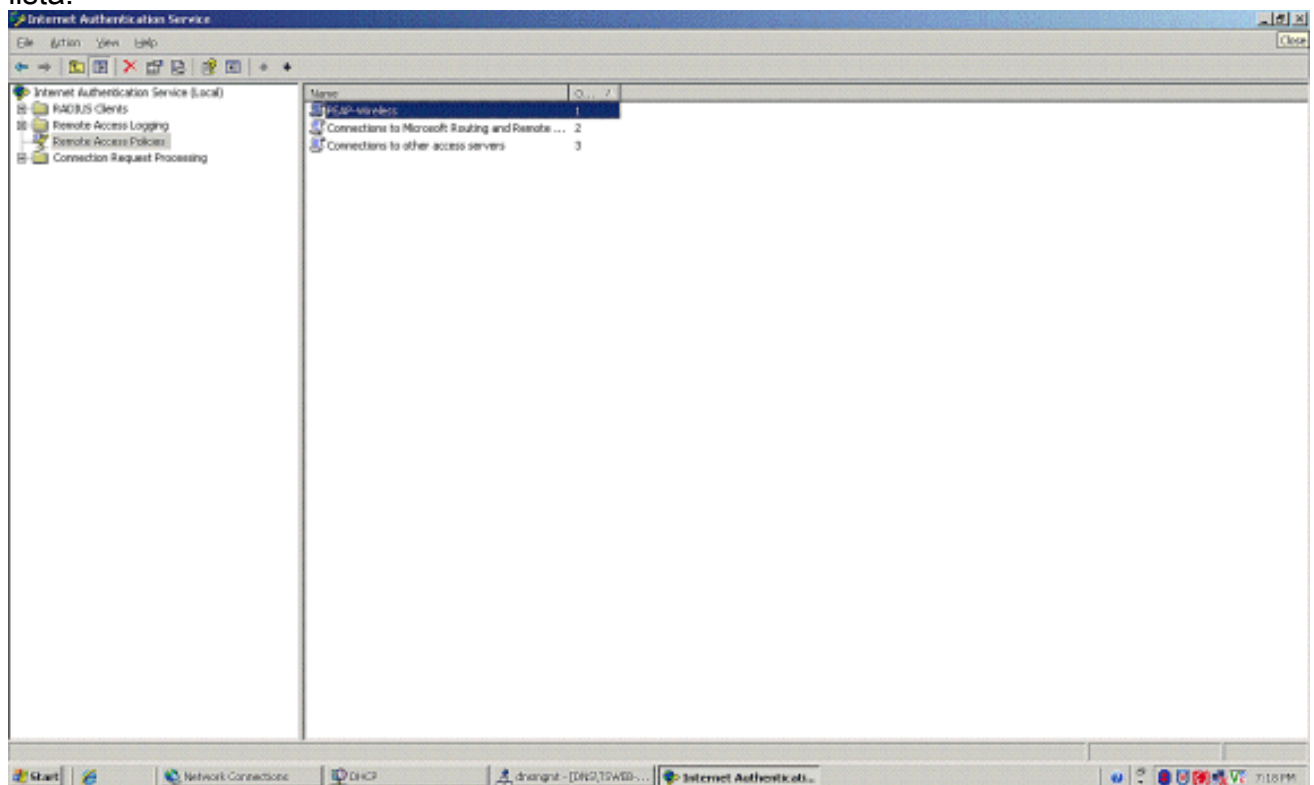 lista.
Internet Authentication Service
File Action View Help
Close
Internet Authentication Service (Local)
RADIUS Clients
Remote Access Logging
Remote Access Policies
Connection Request Processing
Name O...
PEAP-Wireless 1
Connections to Microsoft Routing and Remote ... 2
Connections to other access servers 3
Start Network Connections DHCP Internet Authenticati... 7:18 PM